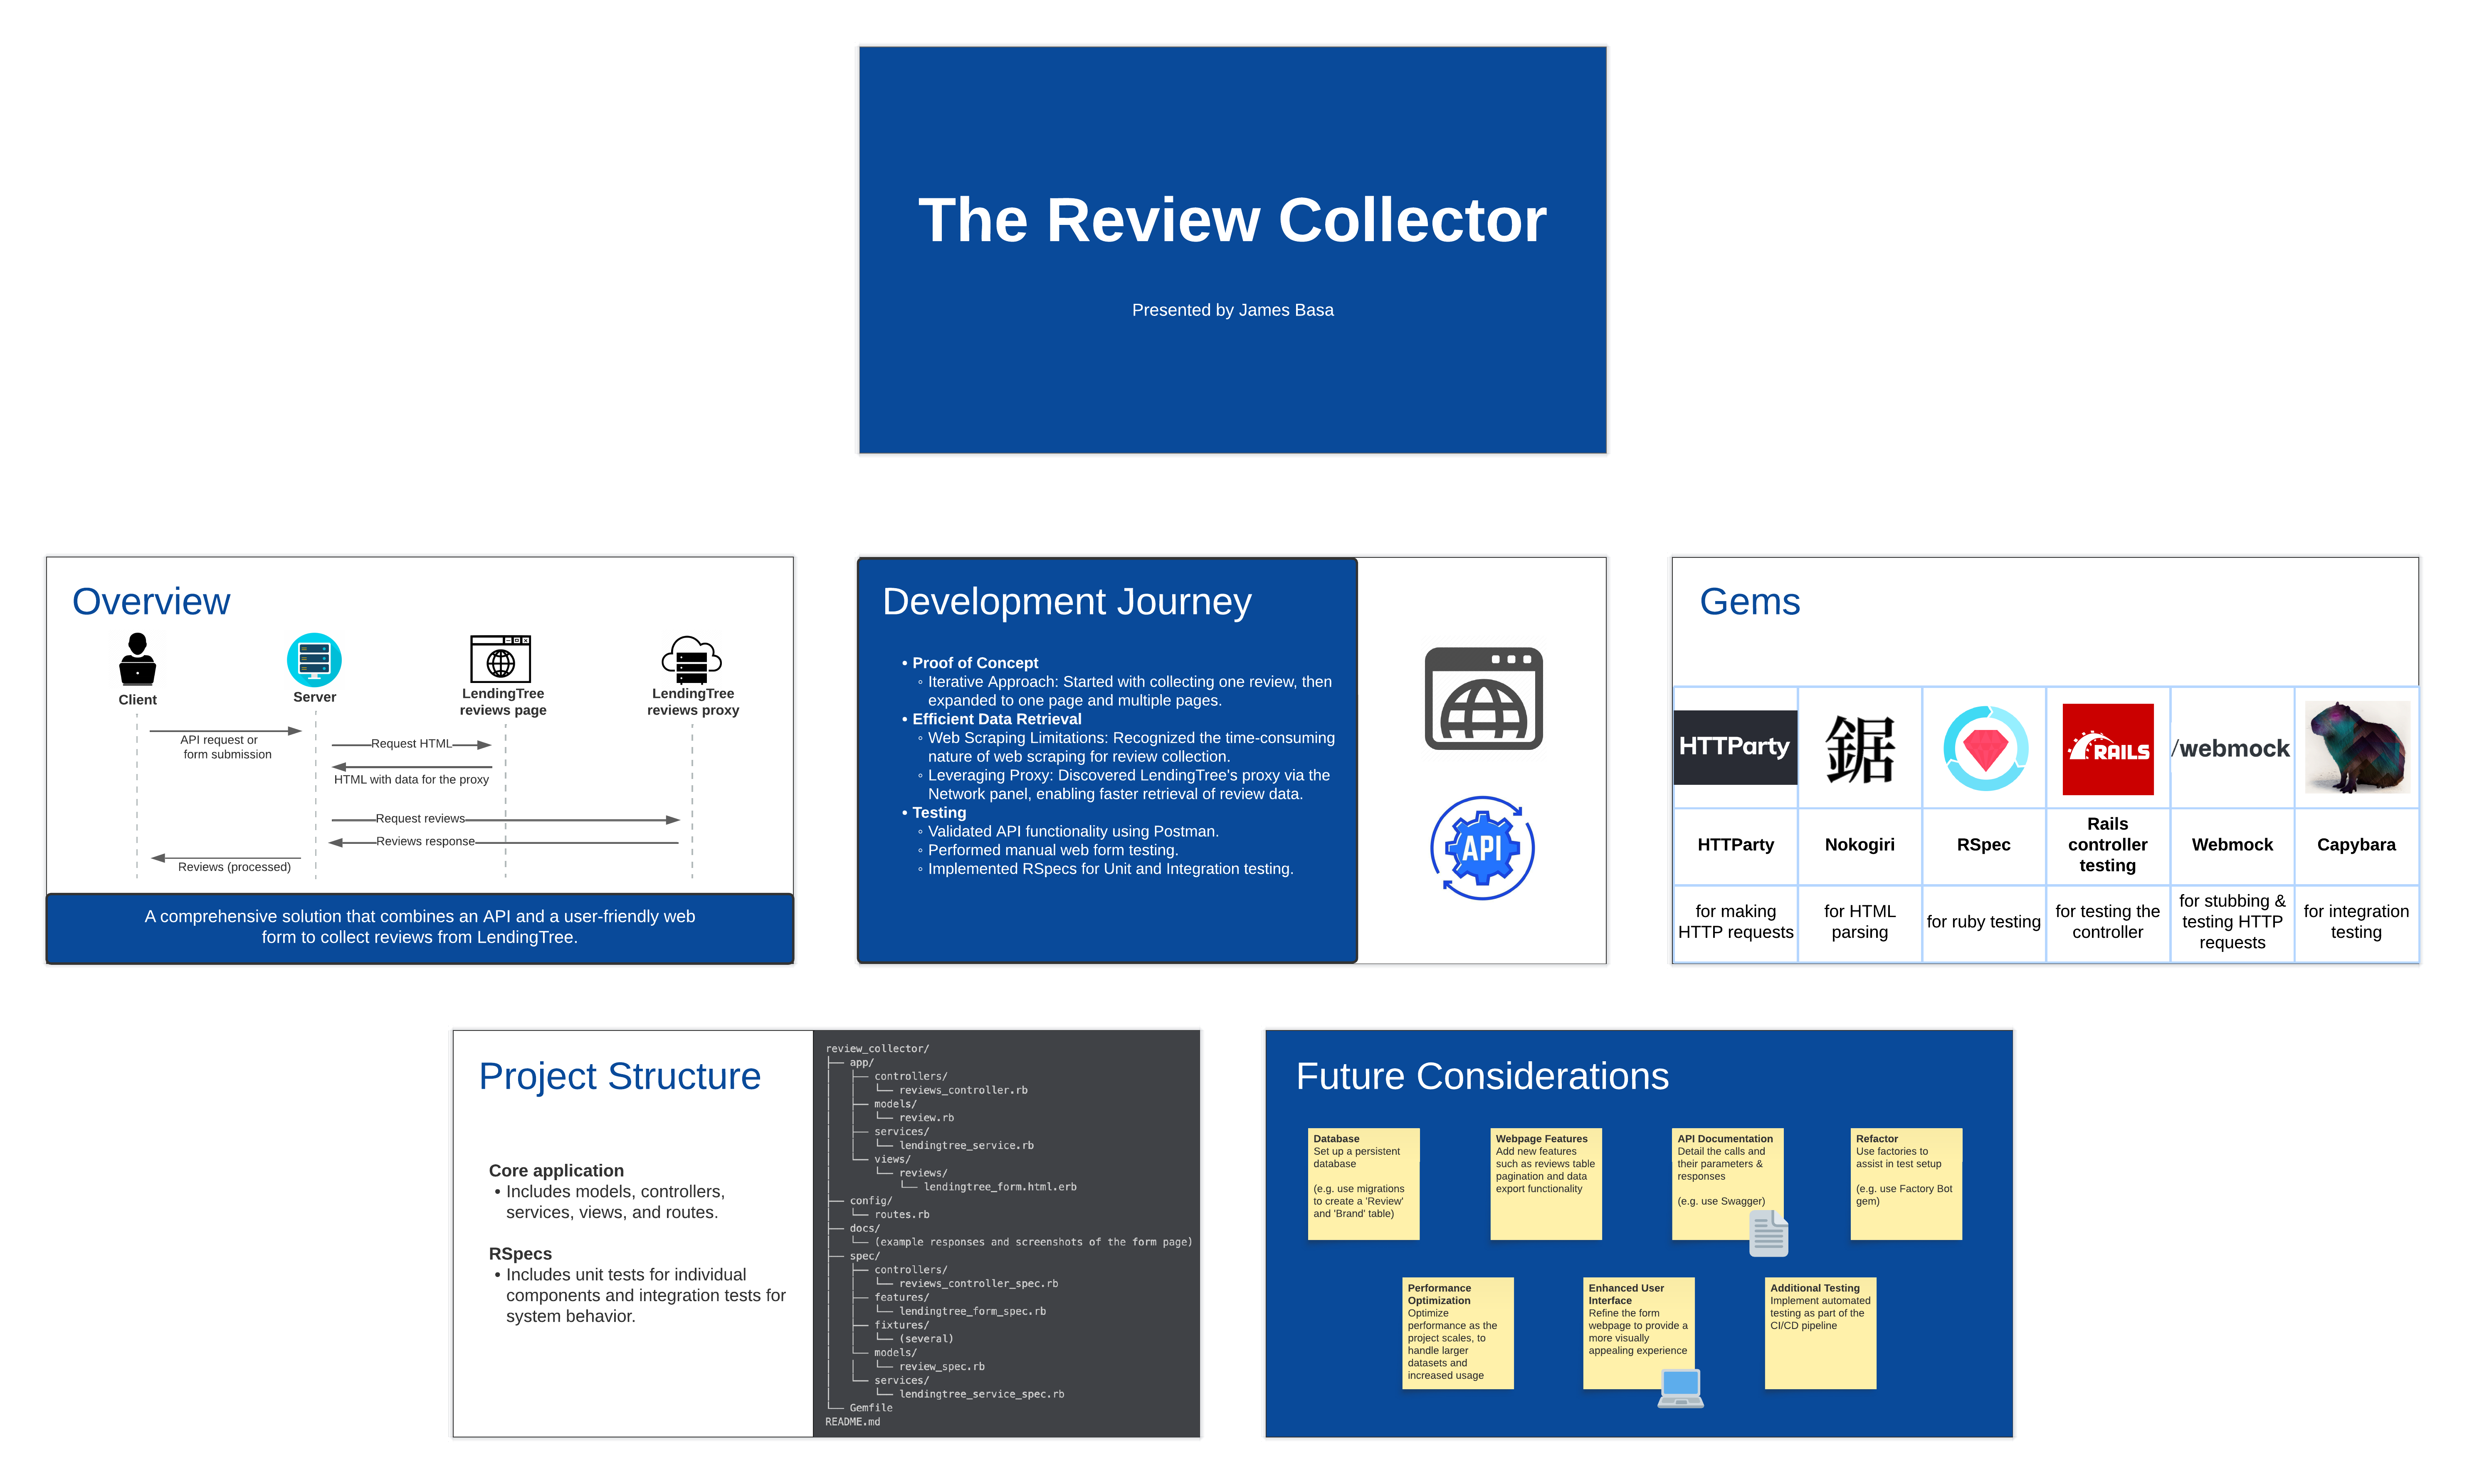 The Review Collector
Presented by James Basa
Overview
Client
Server
LendingTree
reviews page
LendingTree
reviews proxy
API request or
form submission
Request HTML
HTML with data for the proxy
Request reviews
Reviews response
Reviews (processed)
A comprehensive solution that combines an API and a user-friendly web
form to collect reviews from LendingTree.
Development Journey
• Proof of Concept
◦ Iterative Approach: Started with collecting one review, then
expanded to one page and multiple pages.
• Efficient Data Retrieval
◦ Web Scraping Limitations: Recognized the time-consuming
nature of web scraping for review collection.
◦ Leveraging Proxy: Discovered LendingTree's proxy via the
Network panel, enabling faster retrieval of review data.
• Testing
◦ Validated API functionality using Postman.
◦ Performed manual web form testing.
◦ Implemented RSpecs for Unit and Integration testing.
API
Gems
HTTParty
鋸
RAILS
/webmock
HTTParty
Nokogiri
RSpec
Rails
controller
testing
Webmock
Capybara
for making
HTTP requests
for HTML
parsing
for ruby testing
for testing the
controller
for stubbing &
testing HTTP
requests
for integration
testing
Project Structure
Core application
• Includes models, controllers,
services, views, and routes.
RSpecs
• Includes unit tests for individual
components and integration tests for
system behavior.
review_collector/
├── app/
│   ├── controllers/
│   │   └── reviews_controller.rb
│   ├── models/
│   │   └── review.rb
│   ├── services/
│   │   └── lendingtree_service.rb
│   └── views/
│       └── reviews/
│           └── lendingtree_form.html.erb
├── config/
│   └── routes.rb
├── docs/
│   └── (example responses and screenshots of the form page)
├── spec/
│   ├── controllers/
│   │   └── reviews_controller_spec.rb
│   ├── features/
│   │   └── lendingtree_form_spec.rb
│   ├── fixtures/
│   │   └── (several)
│   └── models/
│   │   └── review_spec.rb
│   └── services/
│       └── lendingtree_service_spec.rb
└── Gemfile
README.md
Future Considerations
Database
Set up a persistent
database
(e.g. use migrations
to create a 'Review'
and 'Brand' table)
Webpage Features
Add new features
such as reviews table
pagination and data
export functionality
API Documentation
Detail the calls and
their parameters &
responses
(e.g. use Swagger)
Refactor
Use factories to
assist in test setup
(e.g. use Factory Bot
gem)
Performance
Optimization
Optimize
performance as the
project scales, to
handle larger
datasets and
increased usage
Enhanced User
Interface
Refine the form
webpage to provide a
more visually
appealing experience
Additional Testing
Implement automated
testing as part of the
CI/CD pipeline